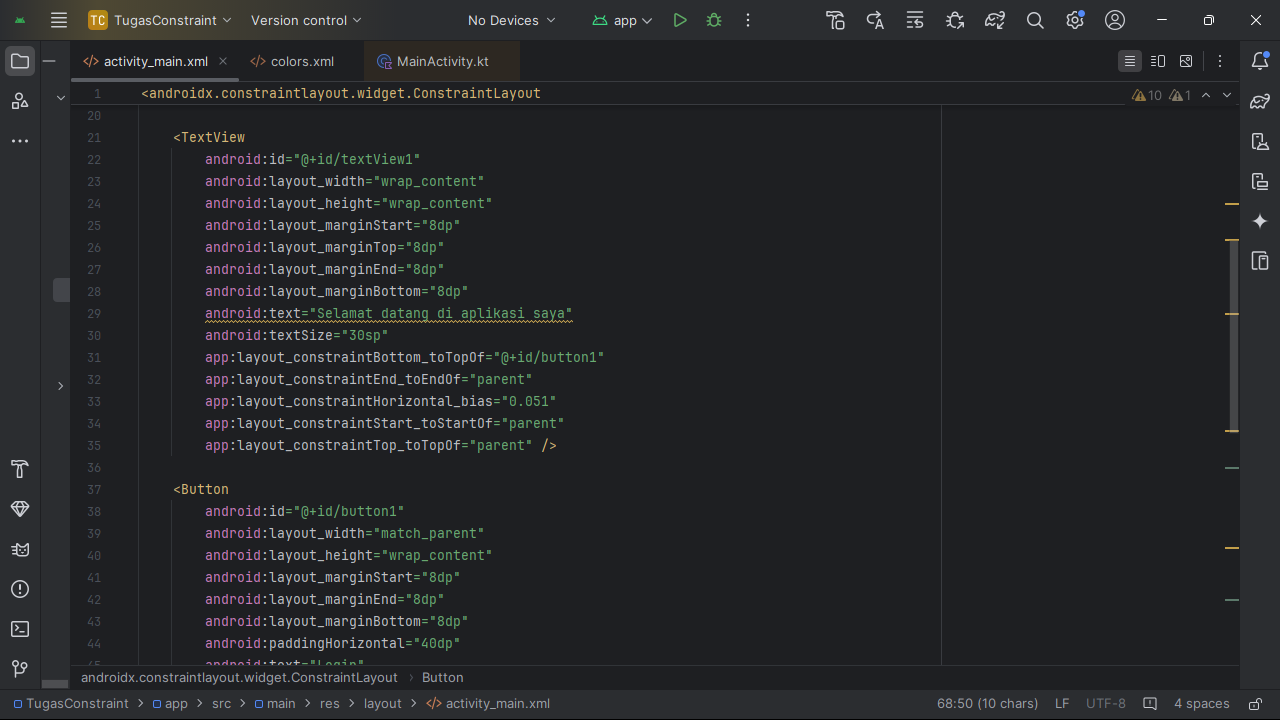 TC TugasConstraint Version control No Devices app
activity_main.xml colors.xml MainActivity.kt
1 <androidx.constraintlayout.widget.ConstraintLayout 10 1
20
21 <TextView
22 android:id="@+id/textView1"
23 android:layout_width="wrap_content"
24 android:layout_height="wrap_content"
25 android:layout_marginStart="8dp"
26 android:layout_marginTop="8dp"
27 android:layout_marginEnd="8dp"
28 android:layout_marginBottom="8dp"
29 android:text="Selamat datang di aplikasi saya"
30 android:textSize="30sp"
31 app:layout_constraintBottom_toTopOf="@+id/button1"
32 app:layout_constraintEnd_toEndOf="parent"
33 app:layout_constraintHorizontal_bias="0.051"
34 app:layout_constraintStart_toStartOf="parent"
35 app:layout_constraintTop_toTopOf="parent" />
36
37 <Button
38 android:id="@+id/button1"
39 android:layout_width="match_parent"
40 android:layout_height="wrap_content"
41 android:layout_marginStart="8dp"
42 android:layout_marginEnd="8dp"
43 android:layout_marginBottom="8dp"
44 android:paddingHorizontal="40dp"
45 android:text="Login"
androidx.constraintlayout.widget.ConstraintLayout › Button
TugasConstraint > app > src > main > res > layout > activity_main.xml 68:50 (10 chars) LF UTF-8 4 spaces